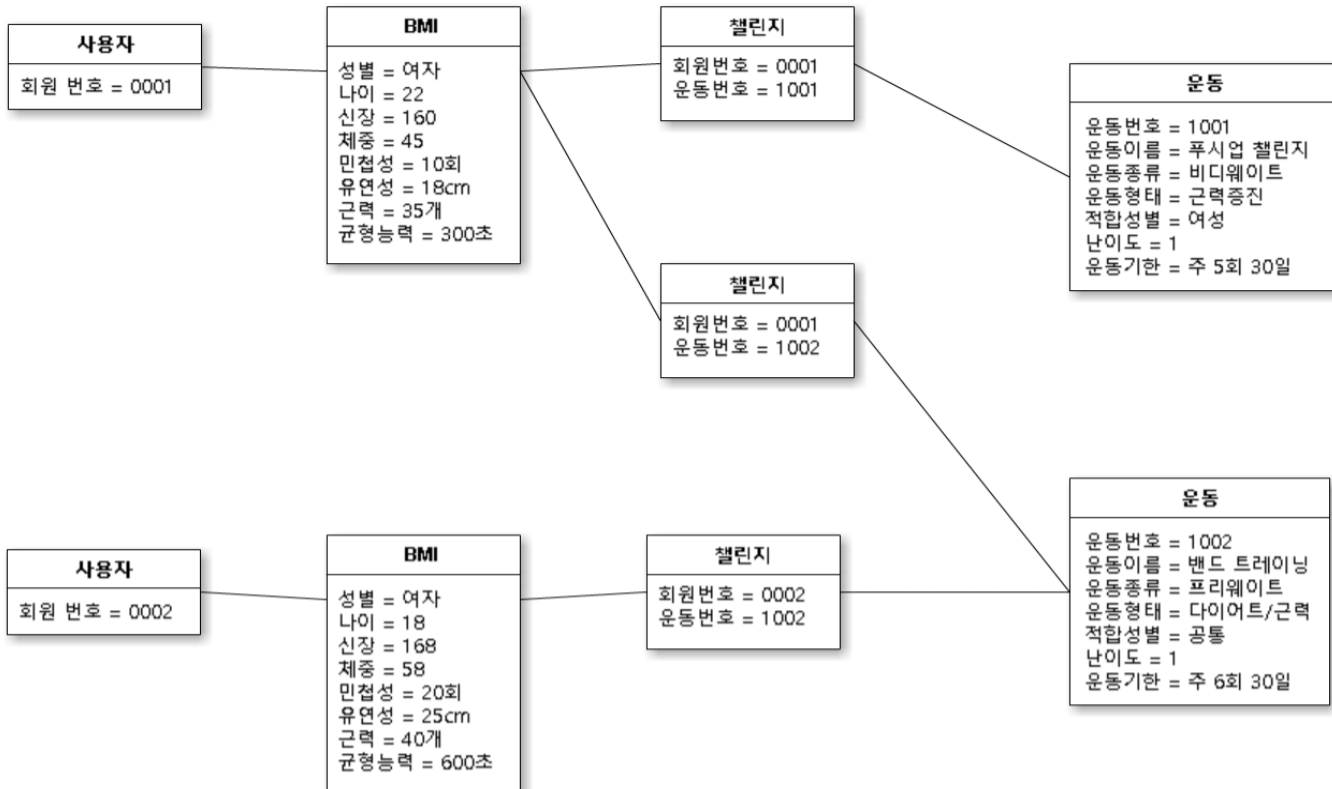 사용자
회원 번호 = 0001
BMI
성별 = 여자
나이 = 22
신장 = 160
체중 = 45
민첩성 = 10회
유연성 = 18cm
근력 = 35개
균형능력 = 300초
챌린지
회원번호 = 0001
운동번호 = 1001
운동
운동번호 = 1001
운동이름 = 푸시업 챌린지
운동종류 = 비디웨이트
운동형태 = 근력증진
적합성별 = 여성
난이도 = 1
운동기한 = 주 5회 30일
챌린지
회원번호 = 0001
운동번호 = 1002
사용자
회원 번호 = 0002
BMI
성별 = 여자
나이 = 18
신장 = 168
체중 = 58
민첩성 = 20회
유연성 = 25cm
근력 = 40개
균형능력 = 600초
챌린지
회원번호 = 0002
운동번호 = 1002
운동
운동번호 = 1002
운동이름 = 밴드 트레이닝
운동종류 = 프리웨이트
운동형태 = 다이어트/근력
적합성별 = 공통
난이도 = 1
운동기한 = 주 6회 30일